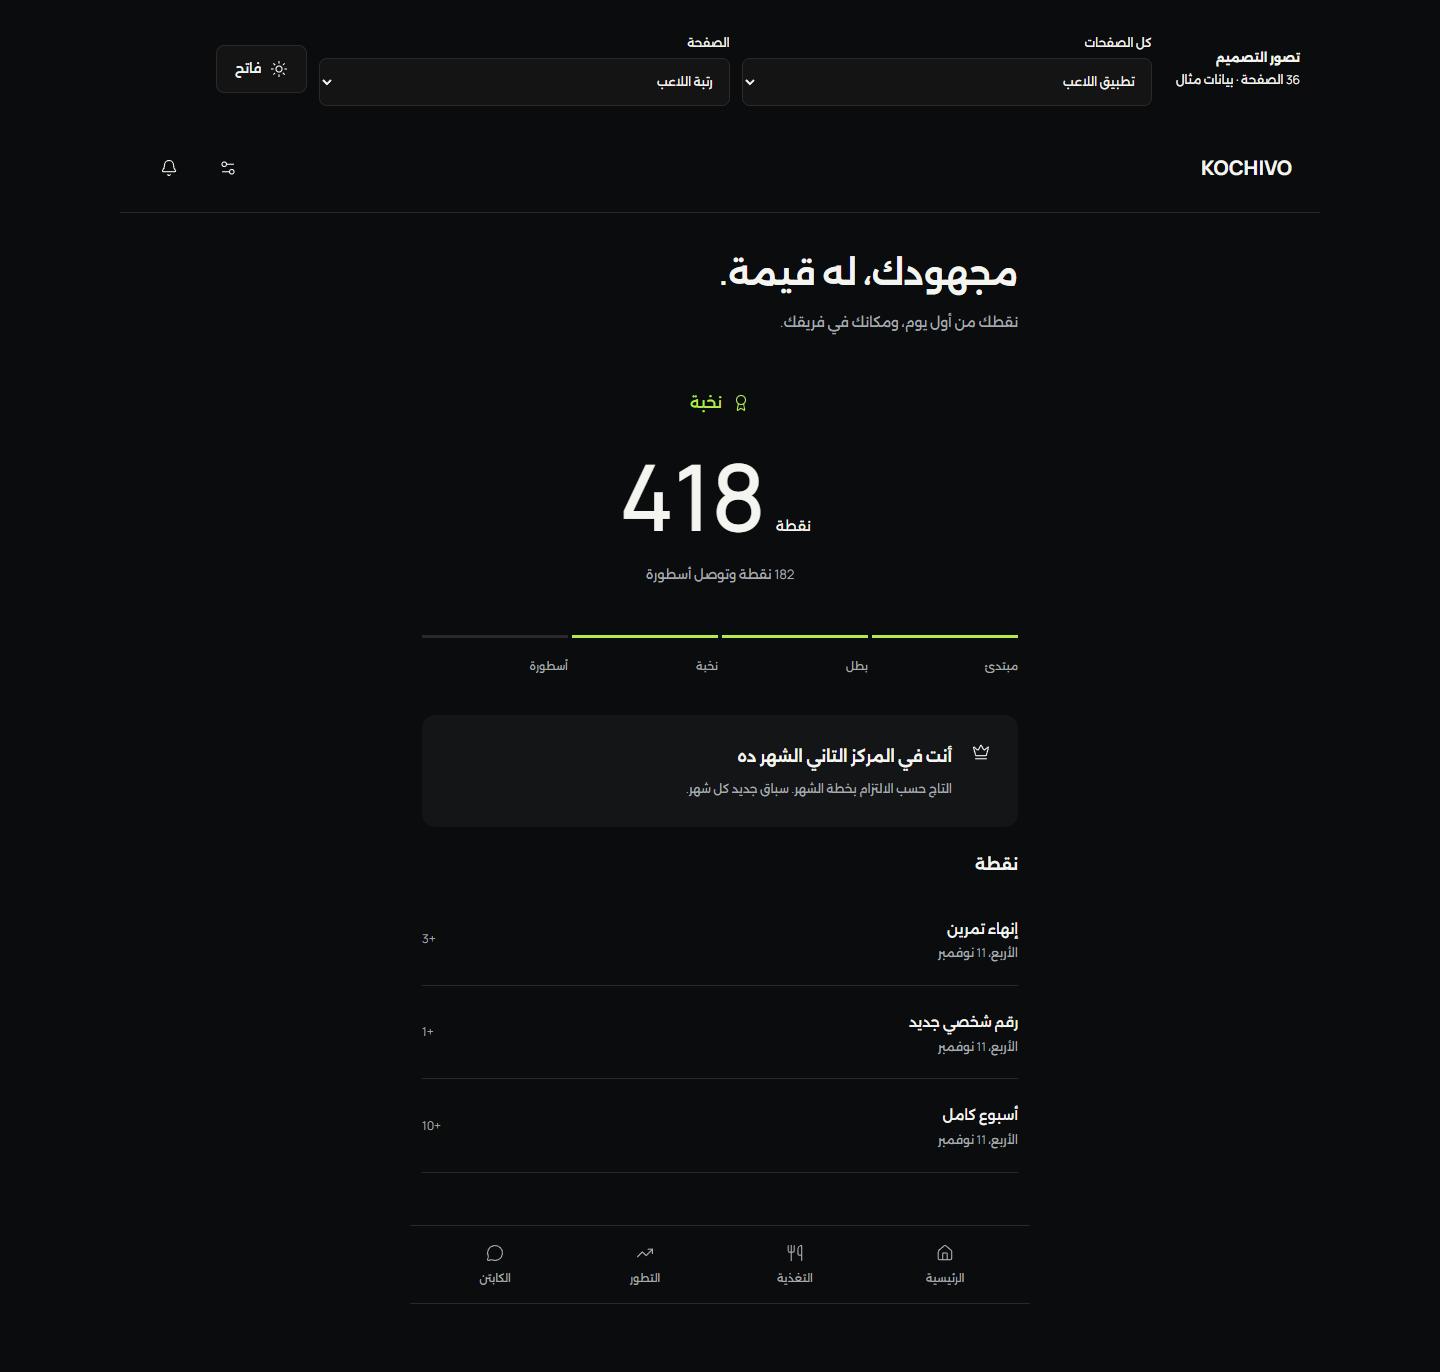 تصور التصميم
36 الصفحة · بيانات مثال
كل الصفحات
تطبيق اللاعب
الصفحة
رتبة اللاعب
فاتح
KOCHIVO
مجهودك، له قيمة.
نقطك من أول يوم، ومكانك في فريقك.
نخبة
418 نقطة
182 نقطة وتوصل أسطورة
مبتدئ
بطل
نخبة
أسطورة
أنت في المركز التاني الشهر ده
التاج حسب الالتزام بخطة الشهر. سباق جديد كل شهر.
نقطة
إنهاء تمرين
الأربع، 11 نوفمبر
+3
رقم شخصي جديد
الأربع، 11 نوفمبر
+1
أسبوع كامل
الأربع، 11 نوفمبر
+10
الرئيسية
التغذية
التطور
الكابتن